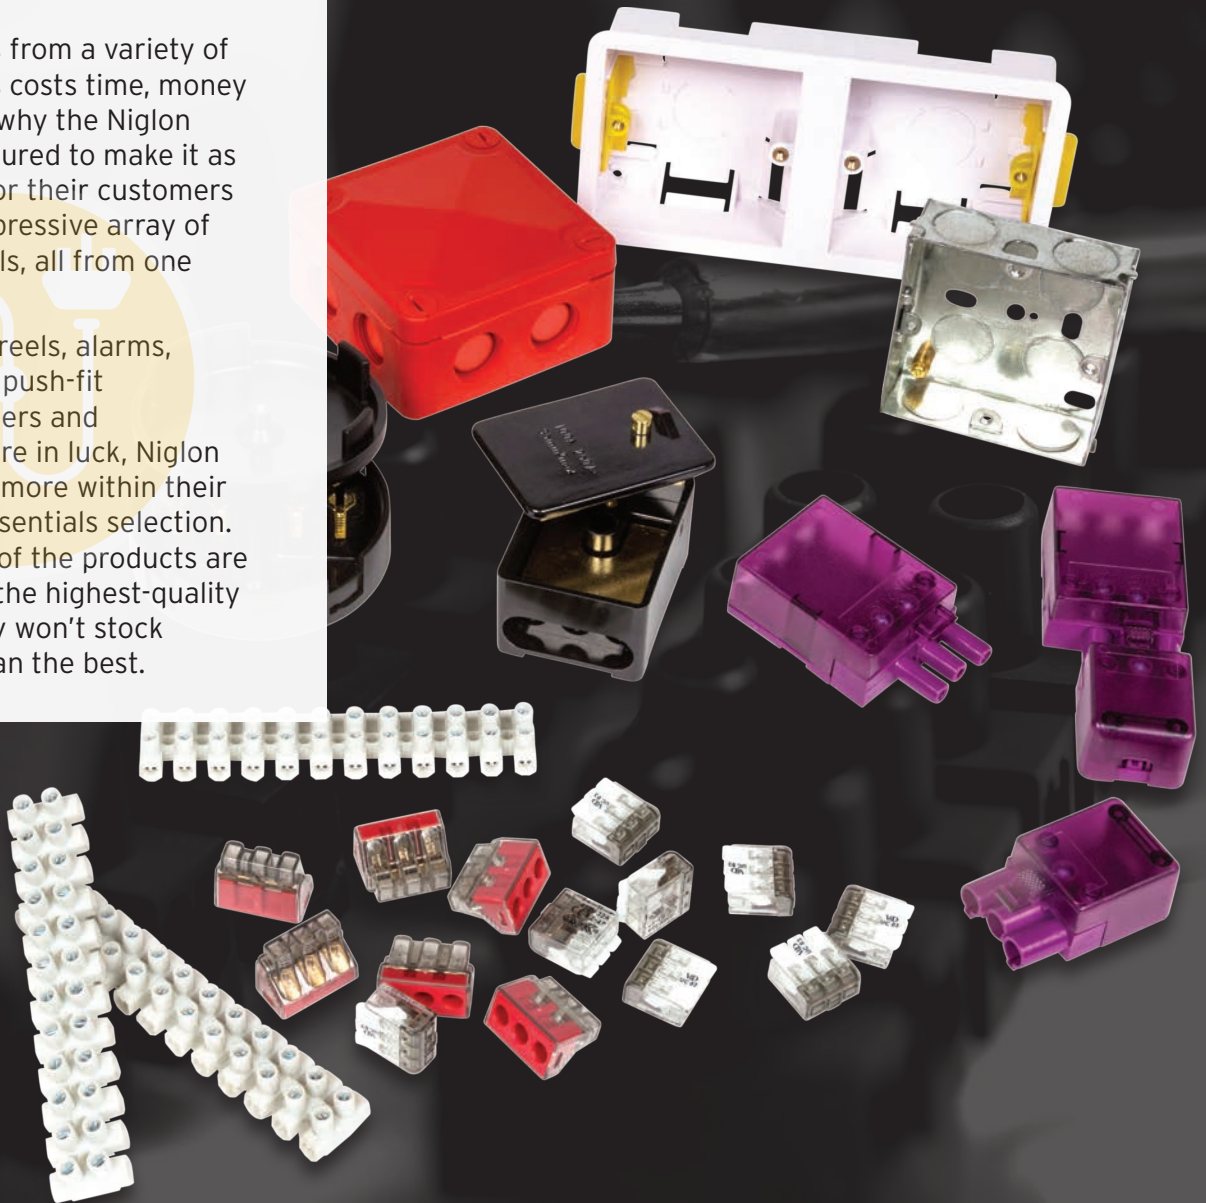 from a variety of
costs time, money
why the Niglon
ured to make it as
or their customers
pressive array of
ls, all from one
reels, alarms,
push-fit
ers and
re in luck, Niglon
more within their
sentials selection.
of the products are
the highest-quality
y won't stock
an the best.